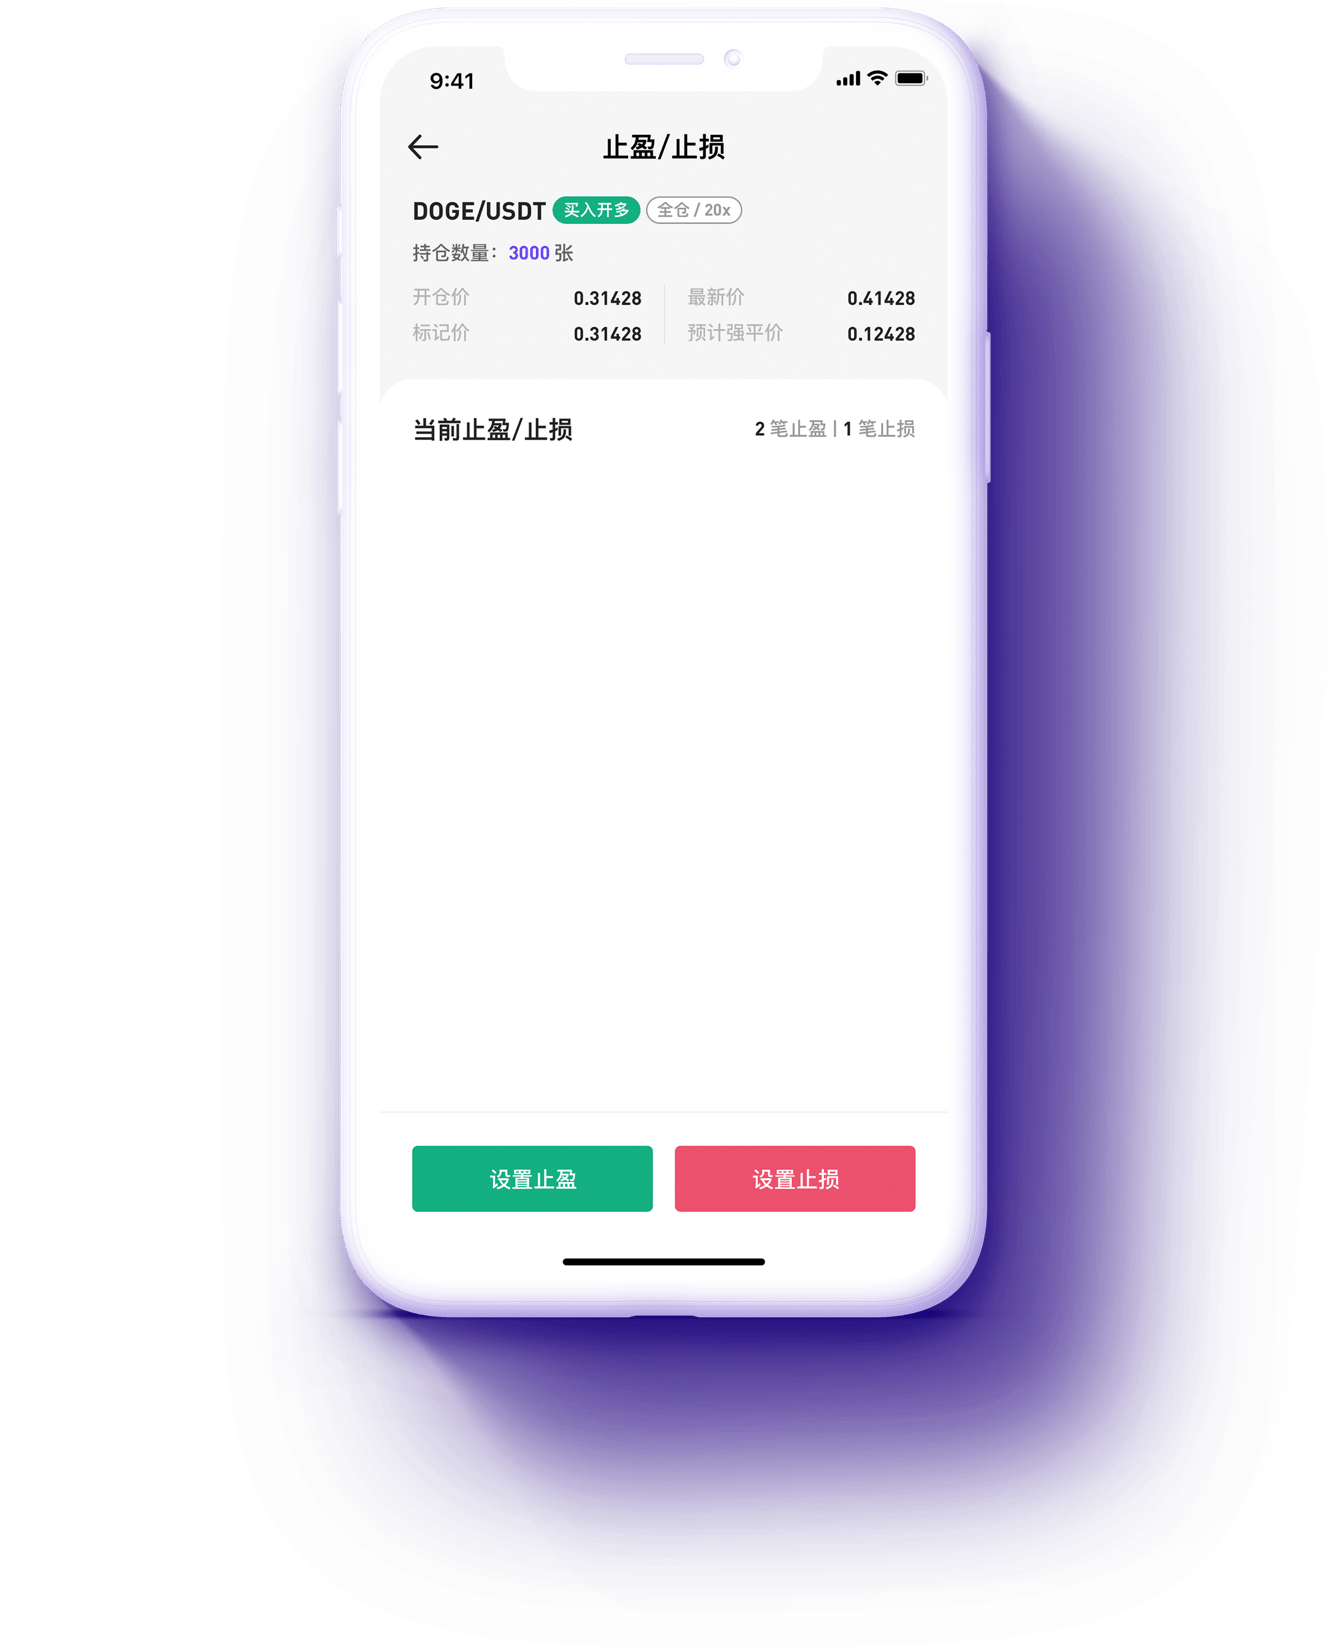 9:41
止盈/止损
DOGE/USDT 买入开多 全仓 / 20x
持仓数量： 3000 张
开仓价 0.31428 最新价 0.41428
标记价 0.31428 预计强平价 0.12428
当前止盈/止损 2 笔止盈 | 1 笔止损
设置止盈 设置止损